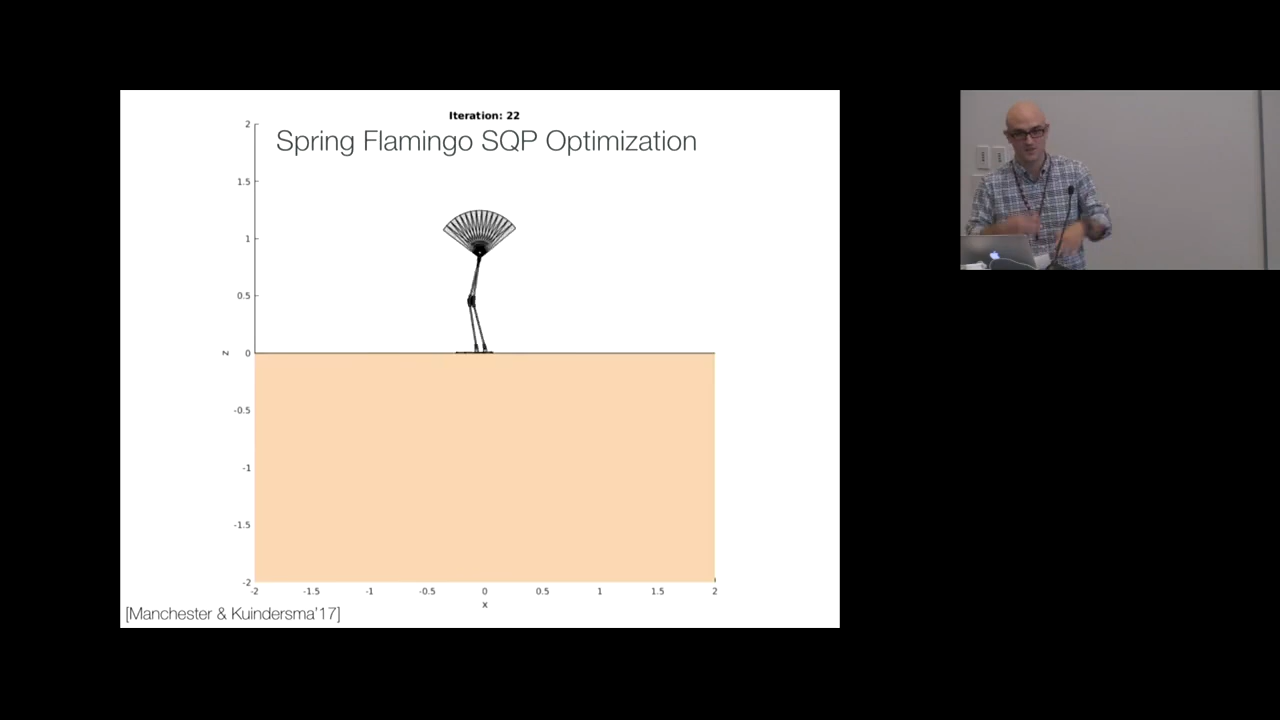 Iteration: 22
Spring Flamingo SQP Optimization
2
1.5
1
0.5
0
-0.5
-1
-1.5
-2
z
-2 -1.5 -1 -0.5 0 0.5 1 1.5 2
x
[Manchester & Kuindersma'17]